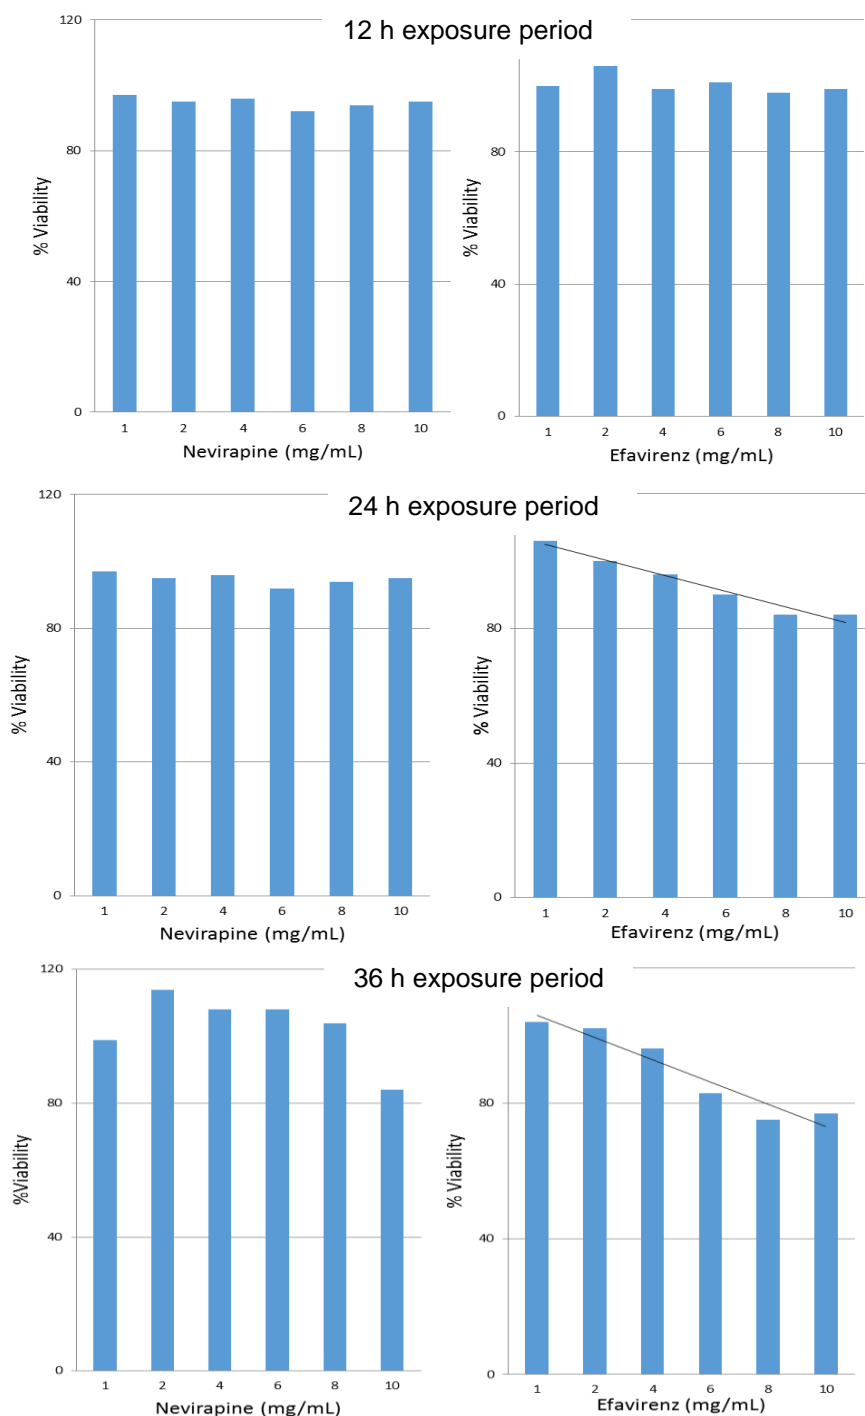 12 h exposure period
120
80
40
0
% Viability
1 2 4 6 8 10
Nevirapine (mg/mL)
80
40
0
% Viability
1 2 4 6 8 10
Efavirenz (mg/mL)
24 h exposure period
120
80
40
0
% Viability
1 2 4 6 8 10
Nevirapine (mg/mL)
80
40
0
% Viability
1 2 4 6 8 10
Efavirenz (mg/mL)
36 h exposure period
120
80
40
0
%Viability
1 2 4 6 8 10
Nevirapine (mg/mL)
80
40
0
% Viability
1 2 4 6 8 10
Efavirenz (mg/mL)